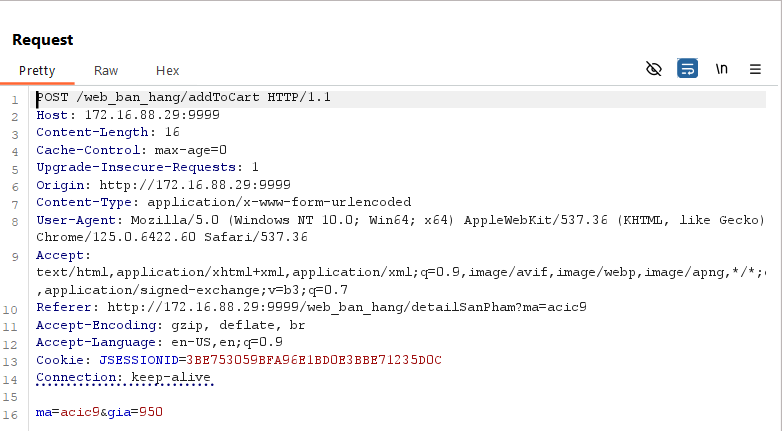 Request
Pretty Raw Hex \n
1 POST /web_ban_hang/addToCart HTTP/1.1
2 Host: 172.16.88.29:9999
3 Content-Length: 16
4 Cache-Control: max-age=0
5 Upgrade-Insecure-Requests: 1
6 Origin: http://172.16.88.29:9999
7 Content-Type: application/x-www-form-urlencoded
8 User-Agent: Mozilla/5.0 (Windows NT 10.0; Win64; x64) AppleWebKit/537.36 (KHTML, like Gecko)
Chrome/125.0.6422.60 Safari/537.36
9 Accept:
text/html,application/xhtml+xml,application/xml;q=0.9,image/avif,image/webp,image/apng,*/*;
,application/signed-exchange;v=b3;q=0.7
10 Referer: http://172.16.88.29:9999/web_ban_hang/detailSanPham?ma=acic9
11 Accept-Encoding: gzip, deflate, br
12 Accept-Language: en-US,en;q=0.9
13 Cookie: JSESSIONID=3BE753059BFA96E1BD0E3BBE71235D0C
14 Connection: keep-alive
15
16 ma=acic9&gia=950